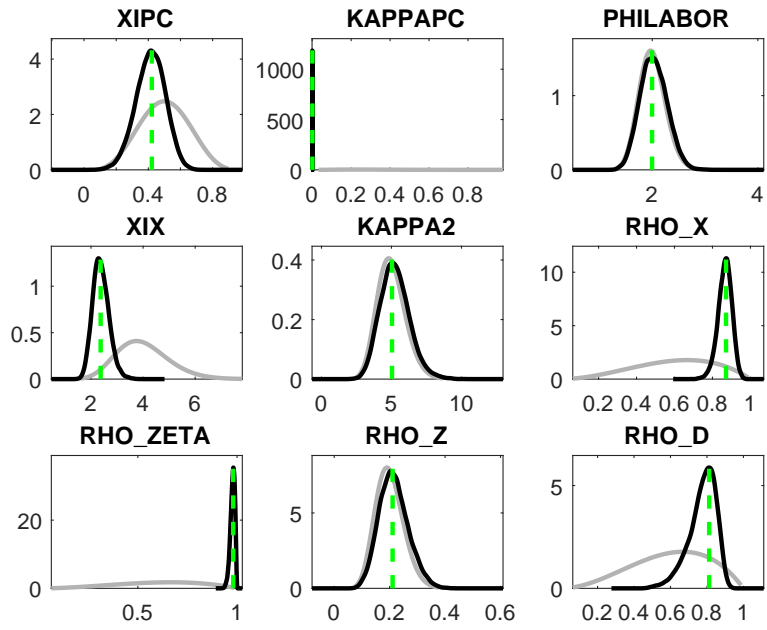 XIPC
KAPPAPC
PHILABOR
4
2
0
0 0.4 0.8
1000
500
0
0 0.2 0.4 0.6 0.8
1
0
2 4
XIX
KAPPA2
RHO_X
1
0.5
0
2 4 6
0.4
0.2
0
0 5 10
10
5
0
0.2 0.4 0.6 0.8 1
RHO_ZETA
RHO_Z
RHO_D
20
0
0.5 1
5
0
0 0.2 0.4 0.6
5
0
0.2 0.4 0.6 0.8 1